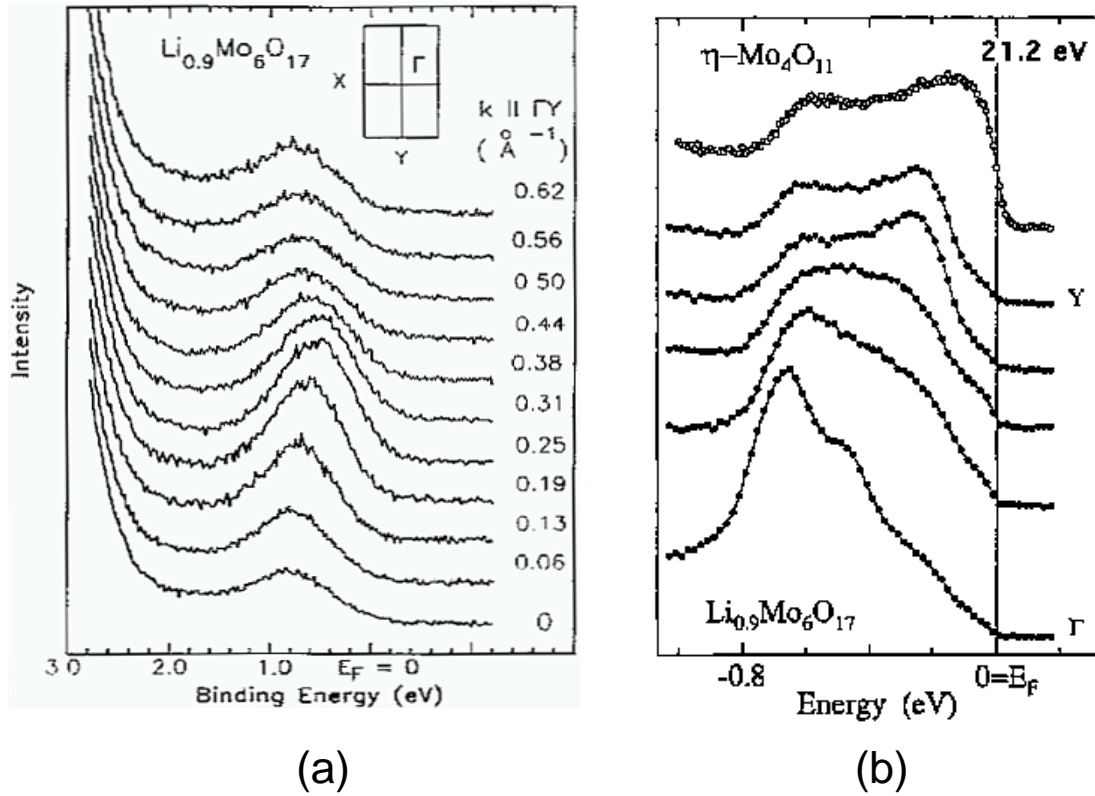 Li0.9Mo6O17
Γ
X
Y
k || ΓY
( Å −1 )
0.62
0.56
0.50
0.44
0.38
0.31
0.25
0.19
0.13
0.06
0
Intensity
3.0 2.0 1.0 EF = 0
Binding Energy (eV)
(a)
η−Mo4O11
21.2 eV
Y
Li0.9Mo6O17
Γ
-0.8 0=EF
Energy (eV)
(b)